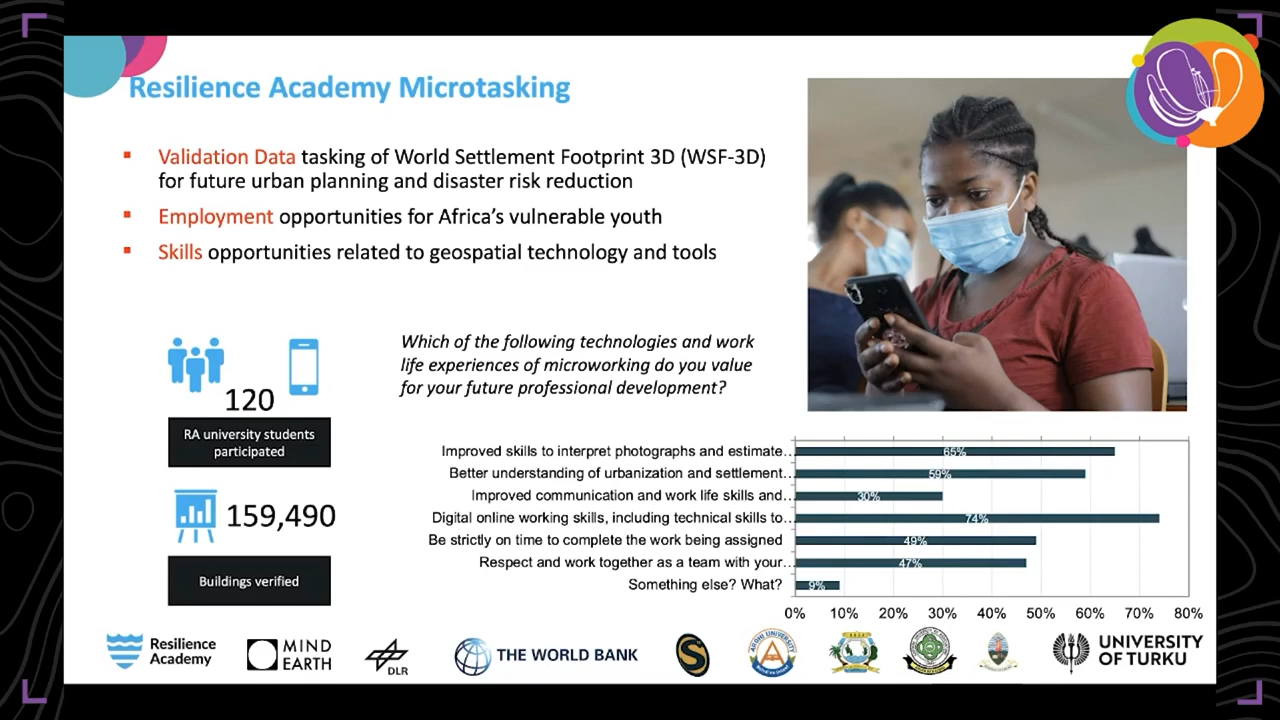 Resilience Academy Microtasking
▪ Validation Data tasking of World Settlement Footprint 3D (WSF-3D)
for future urban planning and disaster risk reduction
▪ Employment opportunities for Africa's vulnerable youth
▪ Skills opportunities related to geospatial technology and tools
120
RA university students
participated
159,490
Buildings verified
Which of the following technologies and work
life experiences of microworking do you value
for your future professional development?
Improved skills to interpret photographs and estimate… 65%
Better understanding of urbanization and settlement… 59%
Improved communication and work life skills and… 30%
Digital online working skills, including technical skills to… 74%
Be strictly on time to complete the work being assigned 49%
Respect and work together as a team with your… 47%
Something else? What? 9%
0% 10% 20% 30% 40% 50% 60% 70% 80%
Resilience
Academy
MIND
EARTH
DLR
THE WORLD BANK
UNIVERSITY
OF TURKU